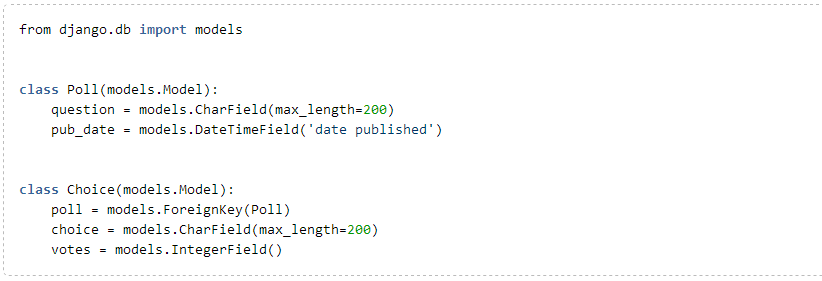 from django.db import models
class Poll(models.Model):
    question = models.CharField(max_length=200)
    pub_date = models.DateTimeField('date published')
class Choice(models.Model):
    poll = models.ForeignKey(Poll)
    choice = models.CharField(max_length=200)
    votes = models.IntegerField()